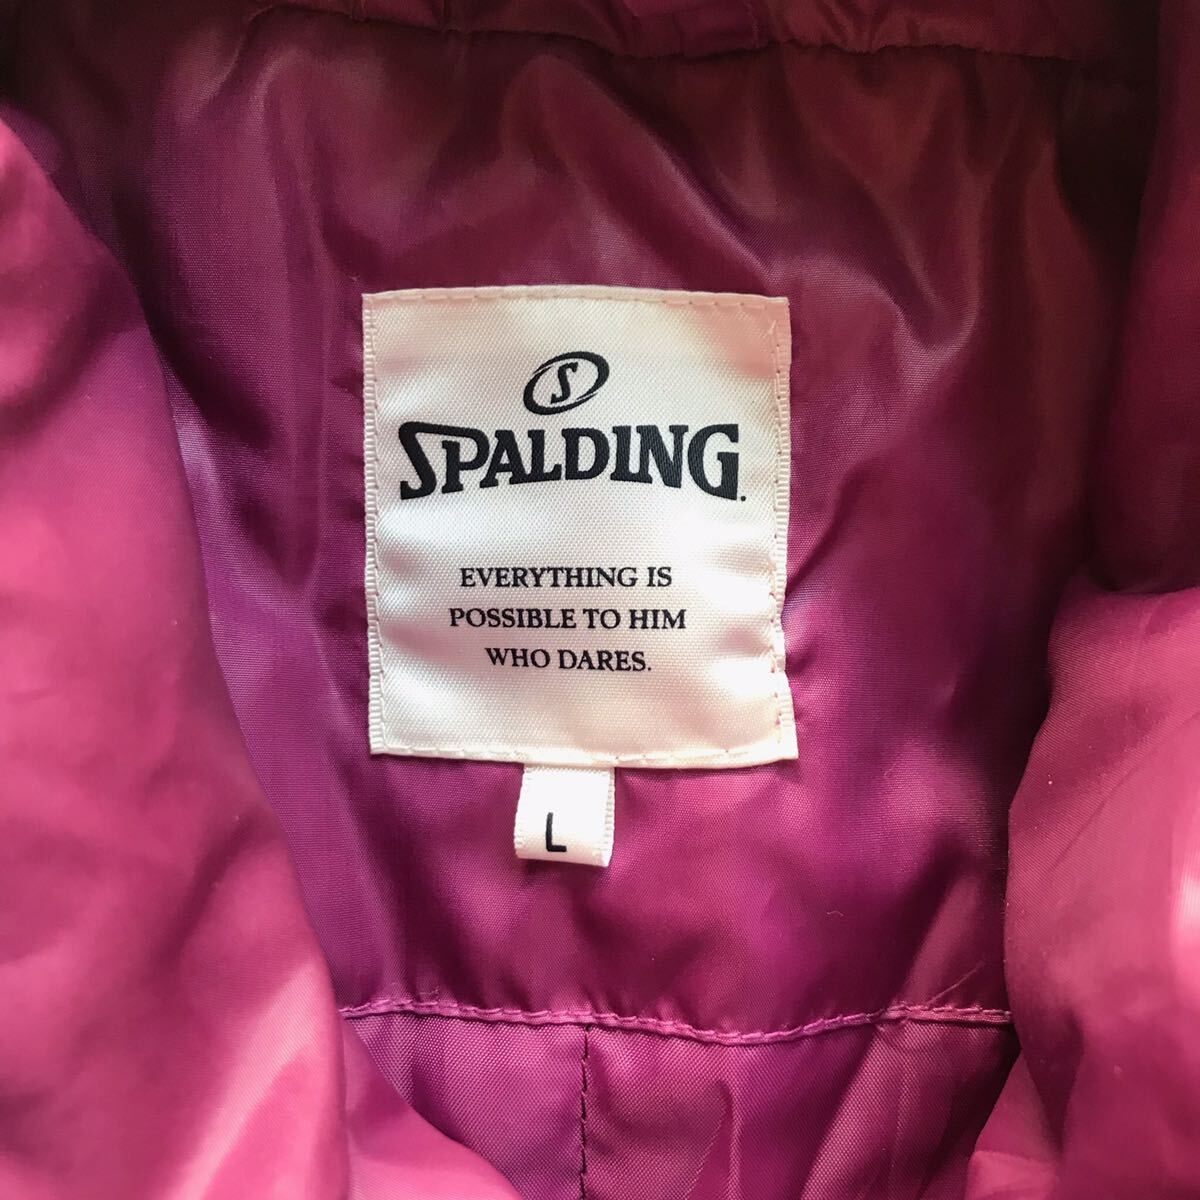 S
SPALDING.
EVERYTHING IS
POSSIBLE TO HIM
WHO DARES.
L